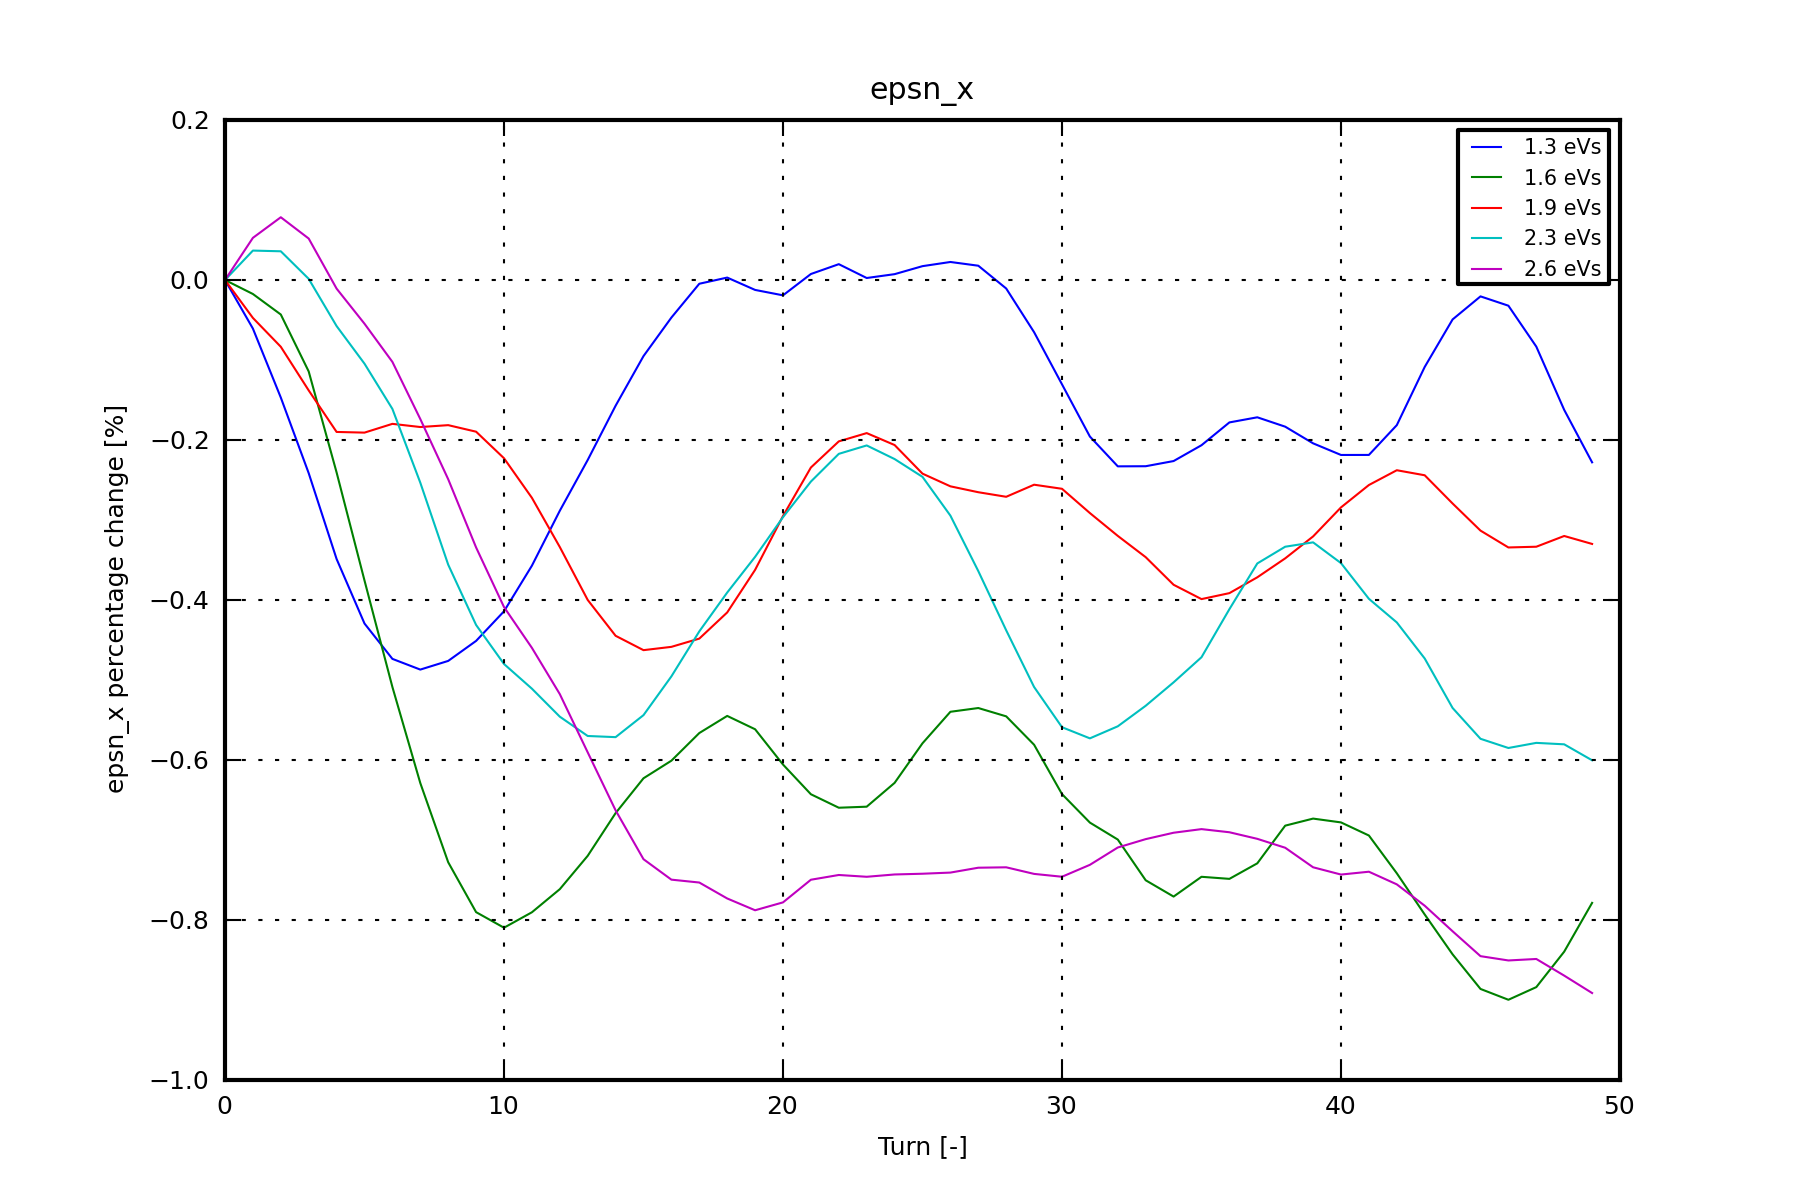 epsn_x
0.2
0.0
−0.2
−0.4
−0.6
−0.8
−1.0
epsn_x percentage change [%]
1.3 eVs
1.6 eVs
1.9 eVs
2.3 eVs
2.6 eVs
0 10 20 30 40 50
Turn [-]